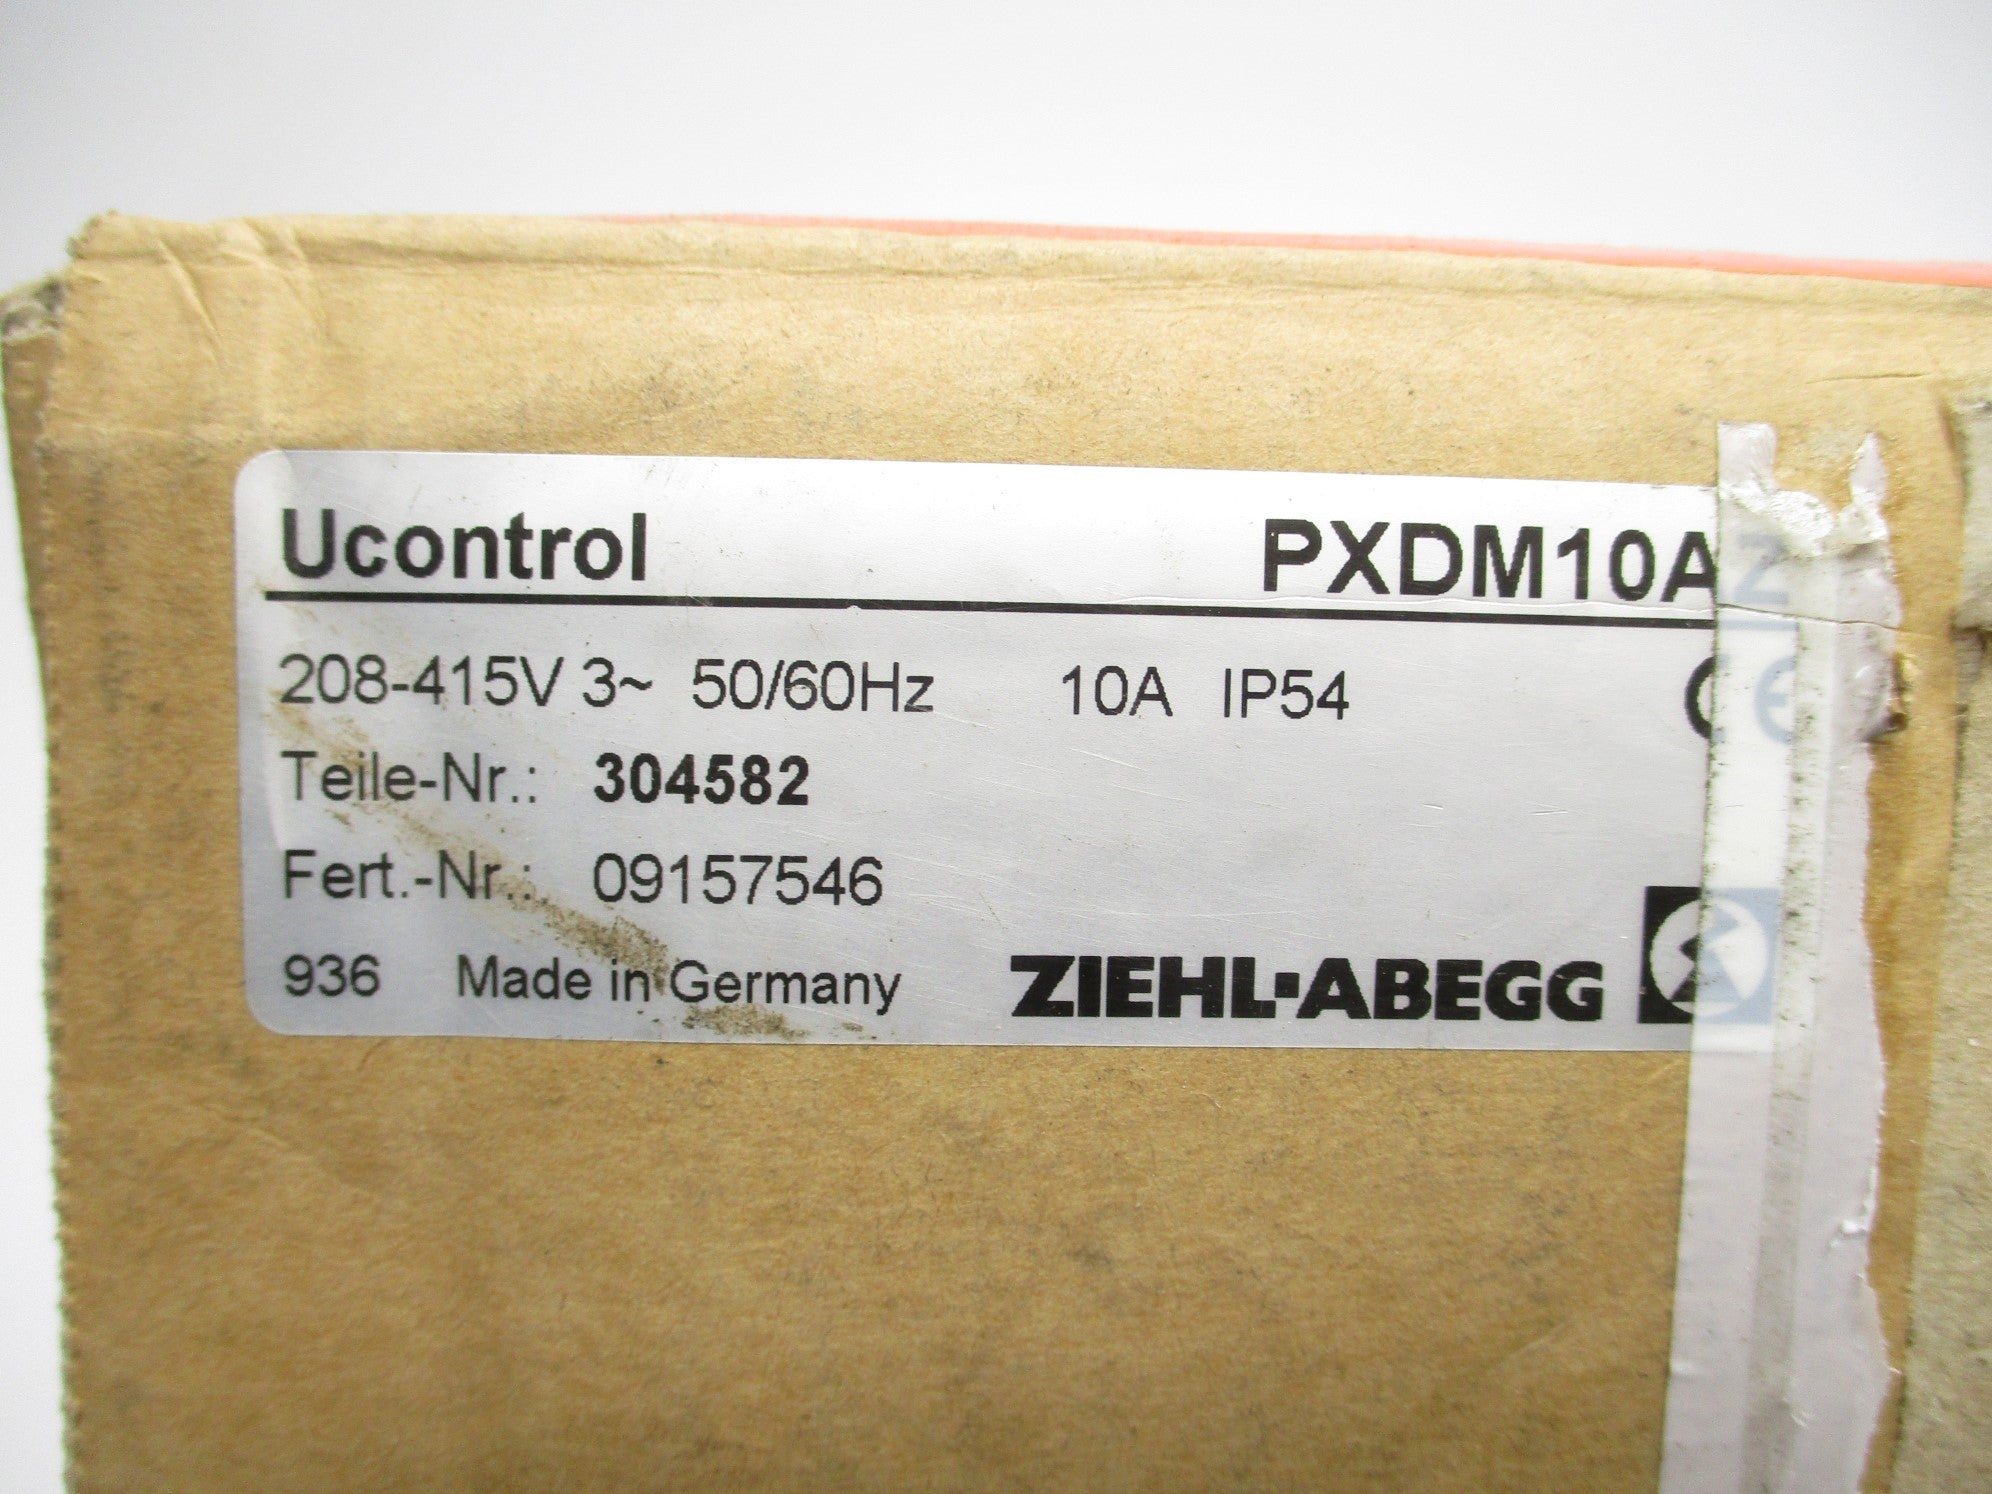 Ucontrol PXDM10A
208-415V 3~ 50/60Hz 10A IP54 CE
Teile-Nr.: 304582
Fert.-Nr.: 09157546
936 Made in Germany ZIEHL-ABEGG